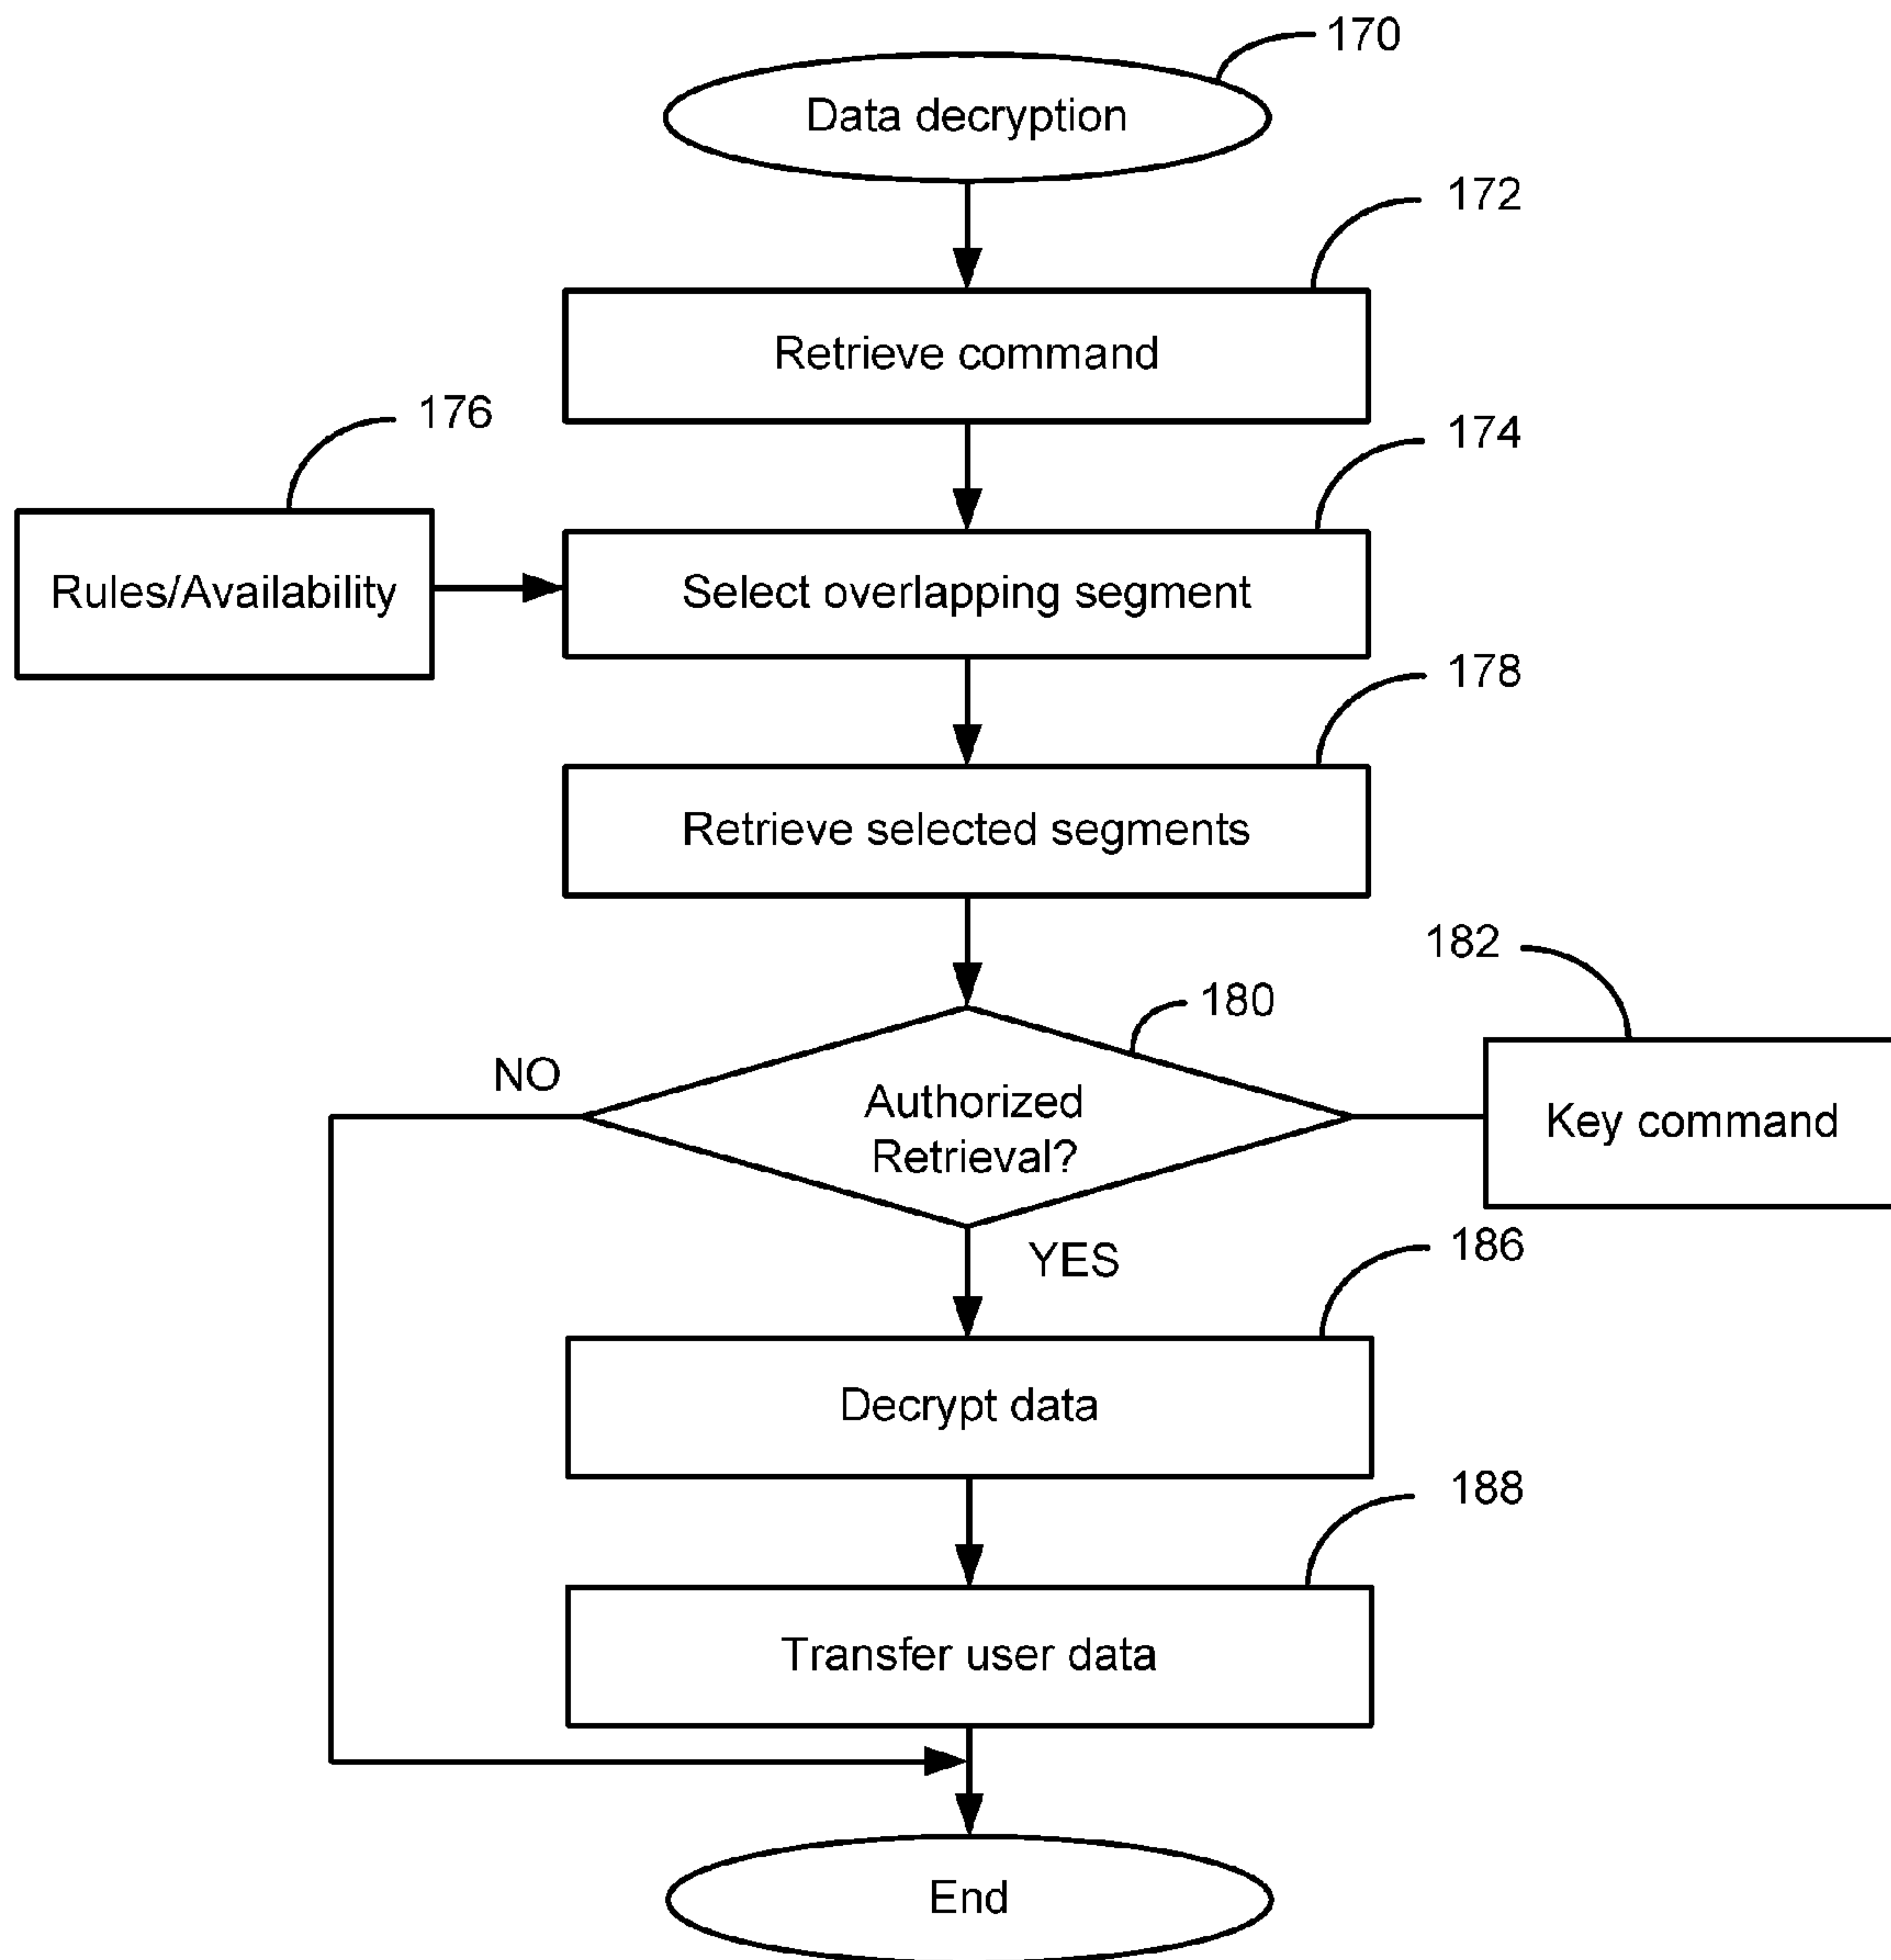 170
Data decryption
172
Retrieve command
176
174
Rules/Availability
Select overlapping segment
178
Retrieve selected segments
182
180
NO
Authorized
Retrieval?
Key command
YES
186
Decrypt data
188
Transfer user data
End